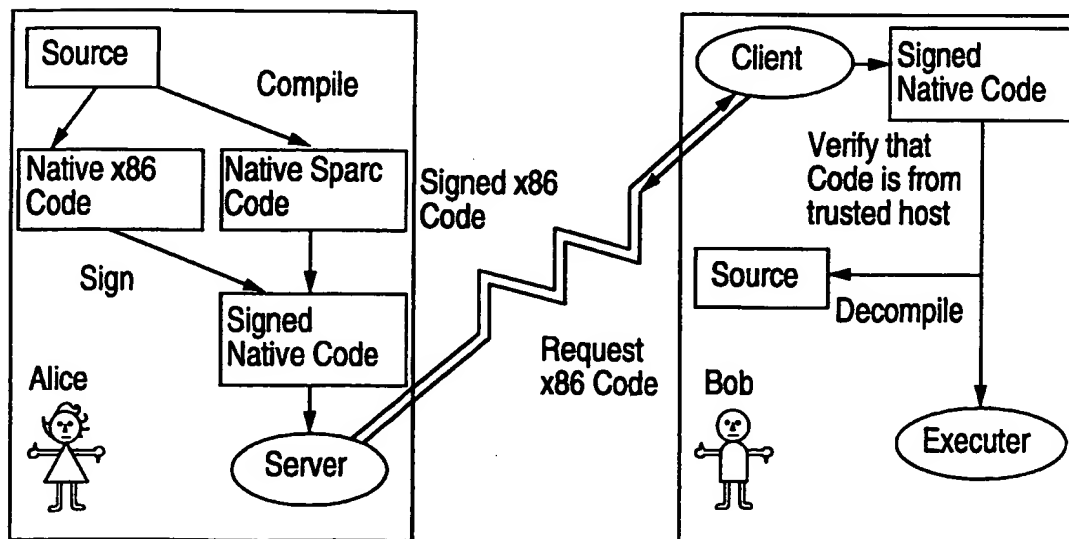 Source
Compile
Native x86
Code
Native Sparc
Code
Sign
Signed
Native Code
Alice
Server
Signed x86
Code
Request
x86 Code
Client
Signed
Native Code
Verify that
Code is from
trusted host
Source
Decompile
Bob
Executer